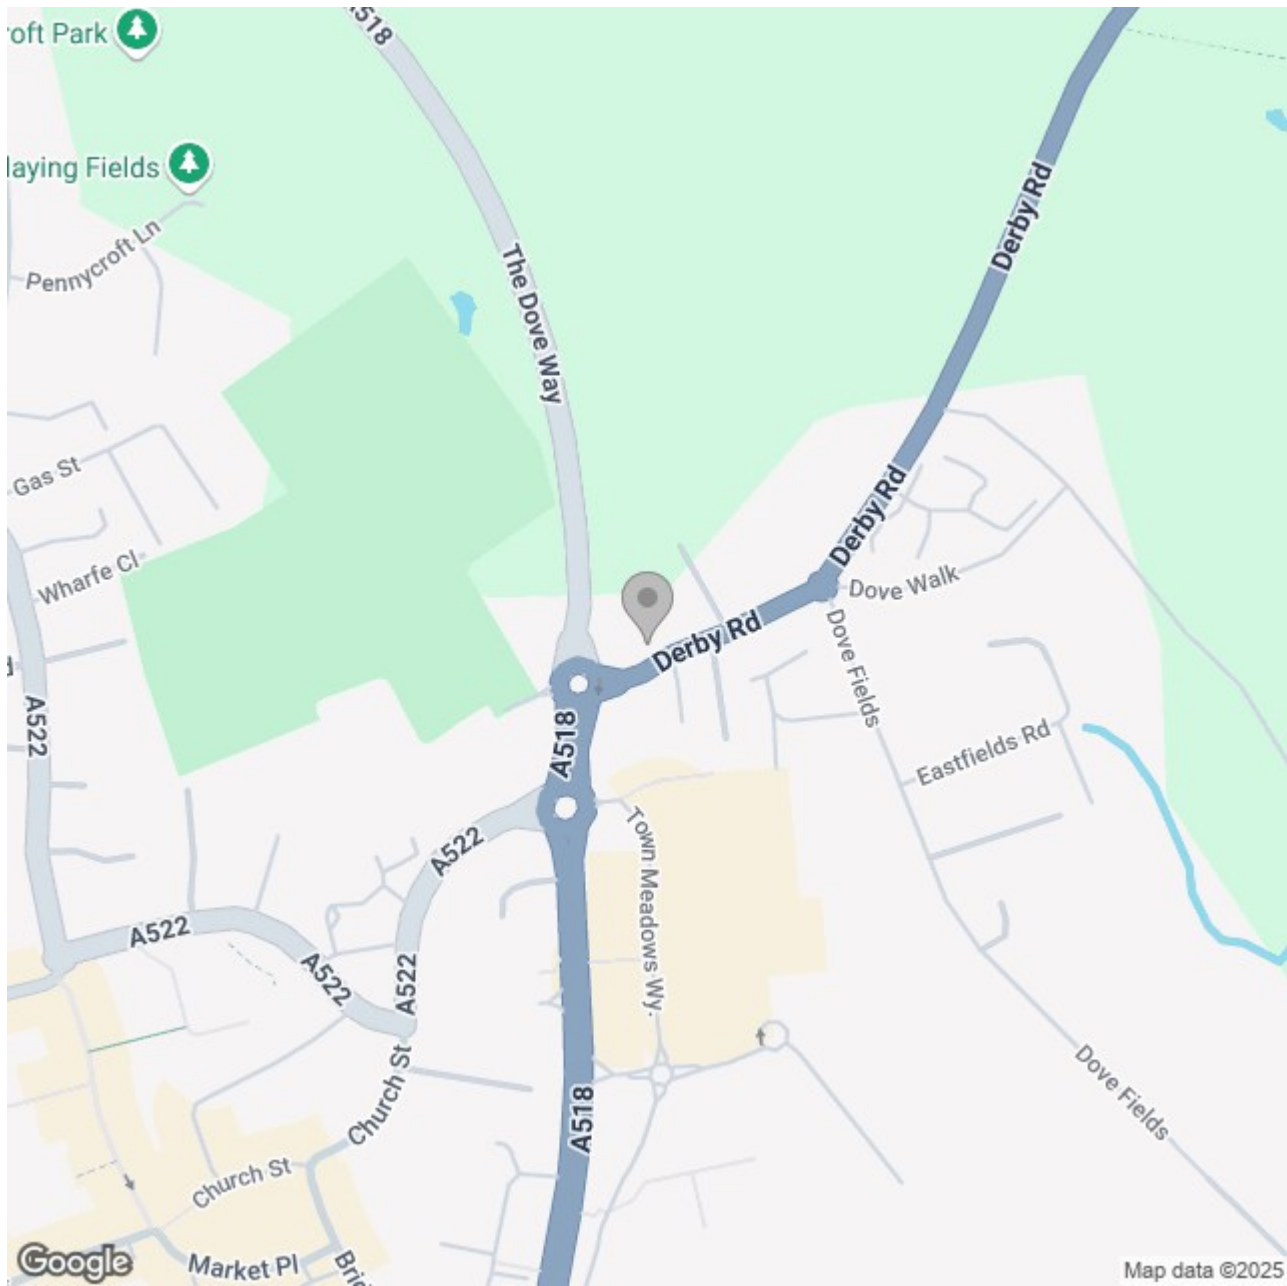 oft Park
A518
laying Fields
Derby Rd
Pennycroft Ln
The Dove Way
Gas St
Derby Rd
Wharfe Cl
Dove Walk
Derby Rd
Dove Fields
A522
A518
Eastfields Rd
A522
Town Meadows Wy.
A522
A522
A522
Church St
A518
Dove Fields
Church St
Market Pl
Google
Map data ©2025